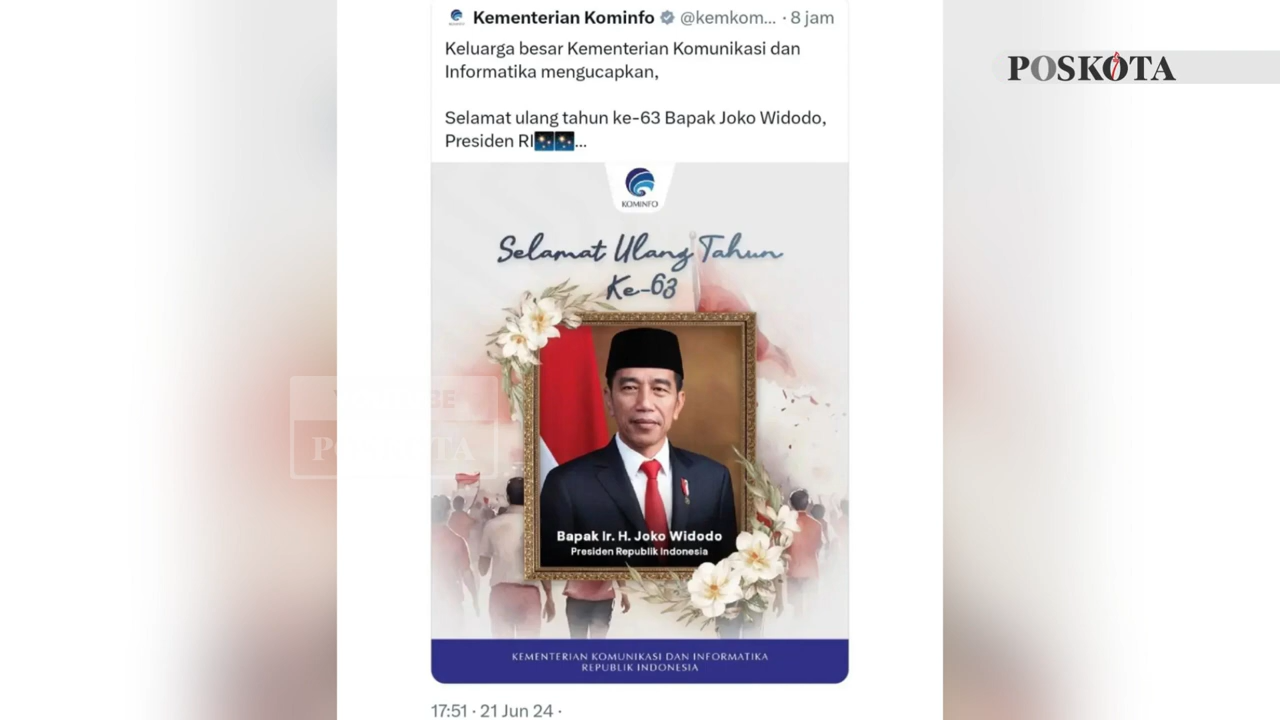 Kementerian Kominfo @kemkom... · 8 jam
POSKOTA
Keluarga besar Kementerian Komunikasi dan
Informatika mengucapkan,
Selamat ulang tahun ke-63 Bapak Joko Widodo,
Presiden RI🎇🎇...
KOMINFO
Selamat Ulang Tahun
Ke-63
YOUTUBE
POSKOTA
Bapak Ir. H. Joko Widodo
Presiden Republik Indonesia
KEMENTERIAN KOMUNIKASI DAN INFORMATIKA
REPUBLIK INDONESIA
17:51 · 21 Jun 24 ·